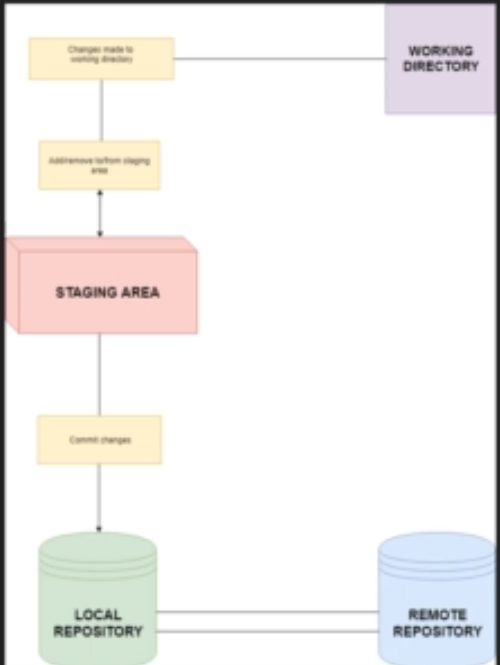 Changes made to
working directory
WORKING
DIRECTORY
Add/remove to/from staging
area
STAGING AREA
Commit changes
LOCAL
REPOSITORY
REMOTE
REPOSITORY